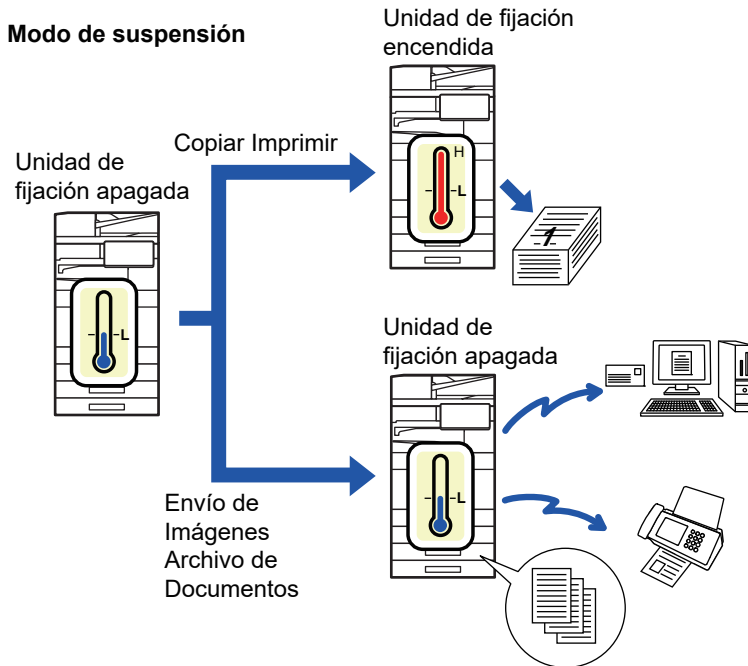 Modo de suspensión
Unidad de fijación
encendida
Copiar Imprimir
Unidad de
fijación apagada
H
L
1
L
Unidad de
fijación apagada
L
Envío de
Imágenes
Archivo de
Documentos